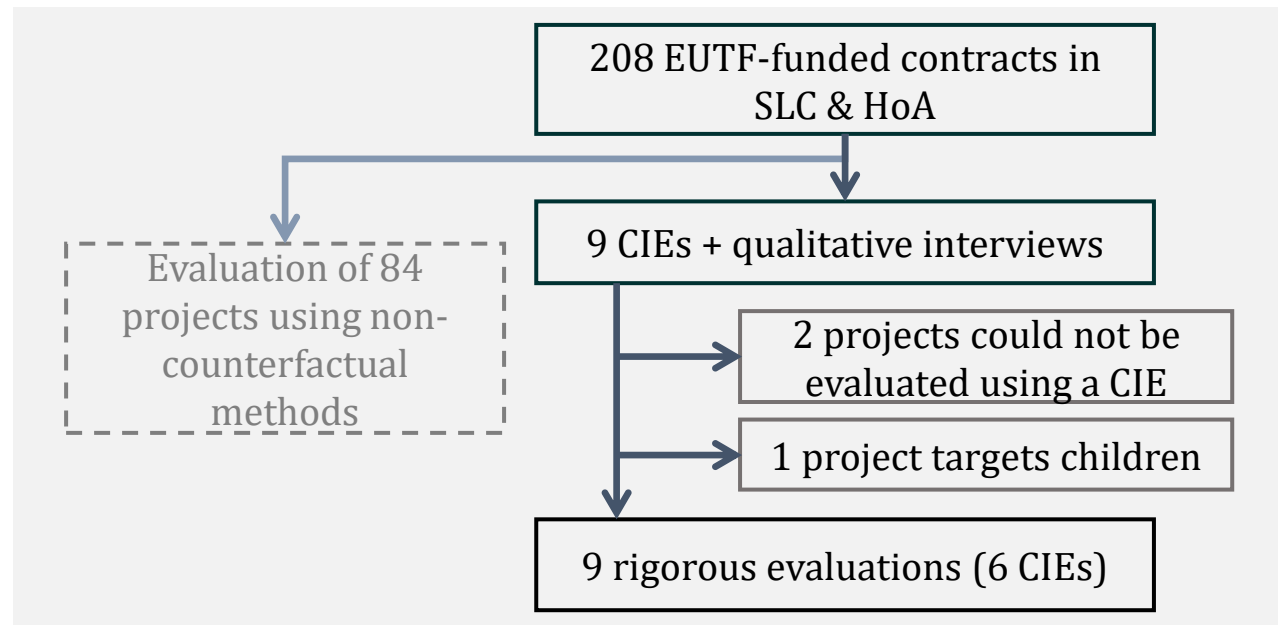 208 EUTF-funded contracts in
SLC & HoA
9 CIEs + qualitative interviews
Evaluation of 84
projects using non-
counterfactual
methods
2 projects could not be
evaluated using a CIE
1 project targets children
9 rigorous evaluations (6 CIEs)